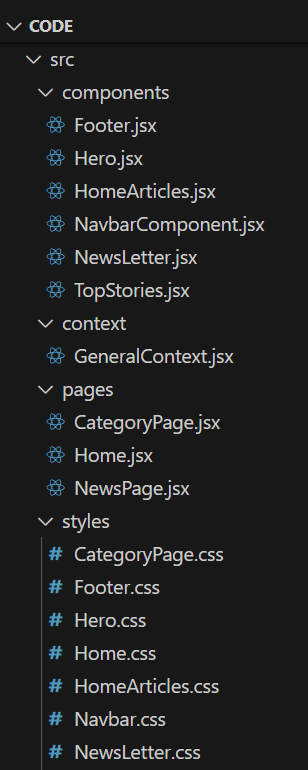 CODE
src
components
Footer.jsx
Hero.jsx
HomeArticles.jsx
NavbarComponent.jsx
NewsLetter.jsx
TopStories.jsx
context
GeneralContext.jsx
pages
CategoryPage.jsx
Home.jsx
NewsPage.jsx
styles
# CategoryPage.css
# Footer.css
# Hero.css
# Home.css
# HomeArticles.css
# Navbar.css
# NewsLetter.css